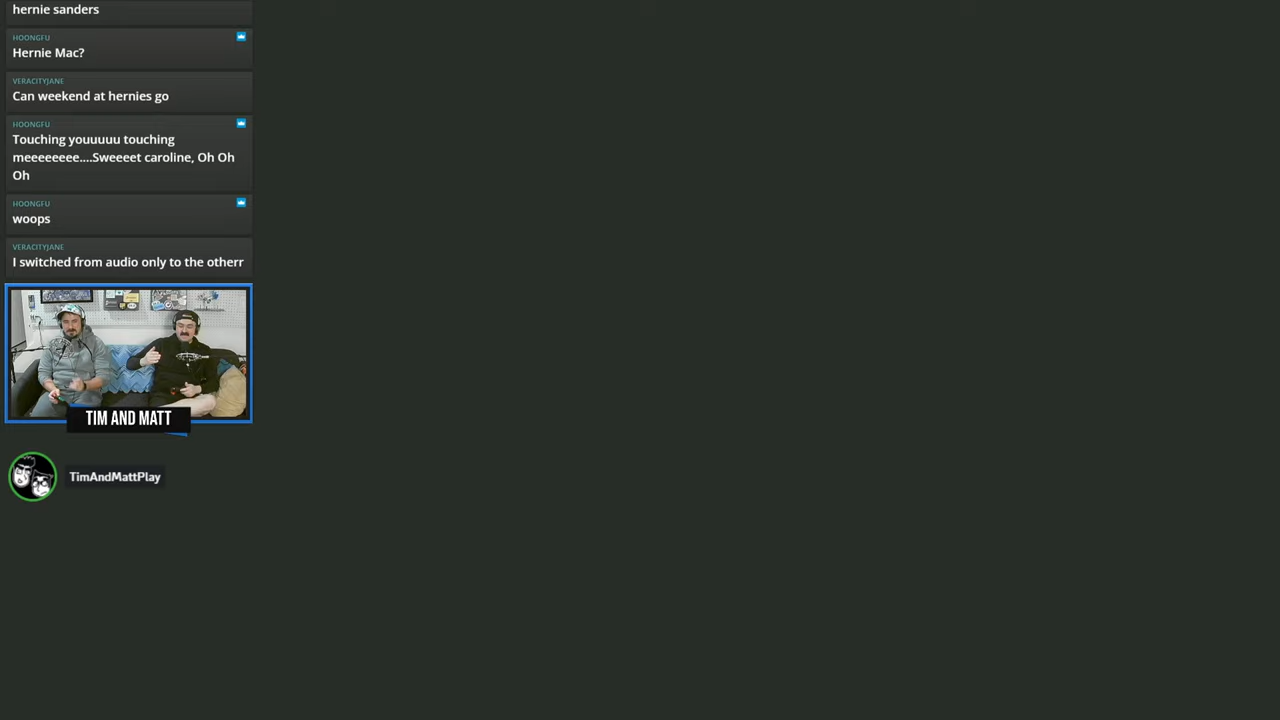 hernie sanders
HOONGFU
Hernie Mac?
VERACITYJANE
Can weekend at hernies go
HOONGFU
Touching youuuuu touching
meeeeeeee....Sweeeet caroline, Oh Oh
Oh
HOONGFU
woops
VERACITYJANE
I switched from audio only to the otherr
TIM AND MATT
TimAndMattPlay